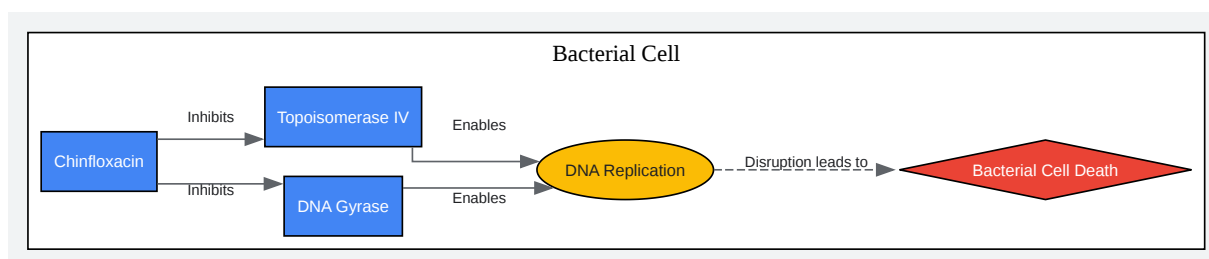 Bacterial Cell
Inhibits
Topoisomerase IV
Enables
Chinfloxacin
DNA Replication
Disruption leads to
Bacterial Cell Death
Inhibits
DNA Gyrase
Enables